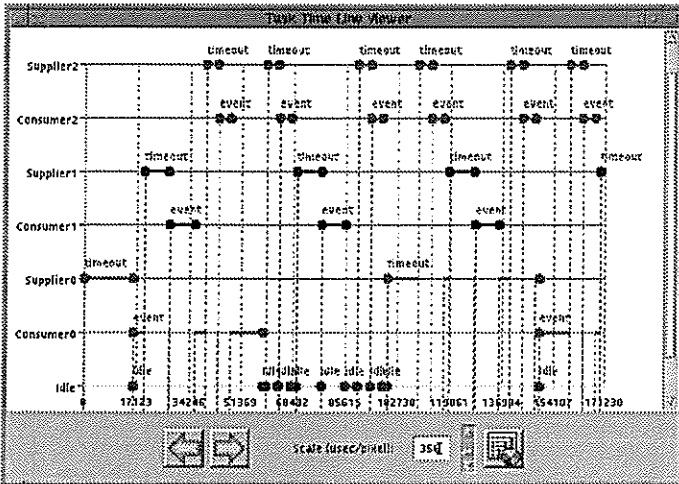 Task Time Line Viewer
timeout timeout timeout timeout timeout timeout
Supplier2
event event event event event event
Consumer2
timeout timeout timeout timeout
Supplier1
event event event
Consumer1
timeout timeout
Supplier0
event event
Consumer0
Idle Idle Idle Idle Idle
Idle
0 17123 34246 51369 68492 85615 102738 119861 136984 154107 171230
Scale (usec/pixel): 350